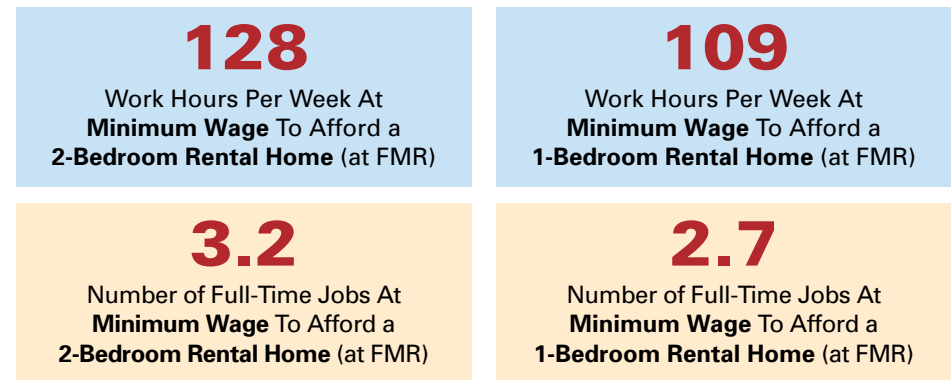 128
Work Hours Per Week At
Minimum Wage To Afford a
2-Bedroom Rental Home (at FMR)
109
Work Hours Per Week At
Minimum Wage To Afford a
1-Bedroom Rental Home (at FMR)
3.2
Number of Full-Time Jobs At
Minimum Wage To Afford a
2-Bedroom Rental Home (at FMR)
2.7
Number of Full-Time Jobs At
Minimum Wage To Afford a
1-Bedroom Rental Home (at FMR)